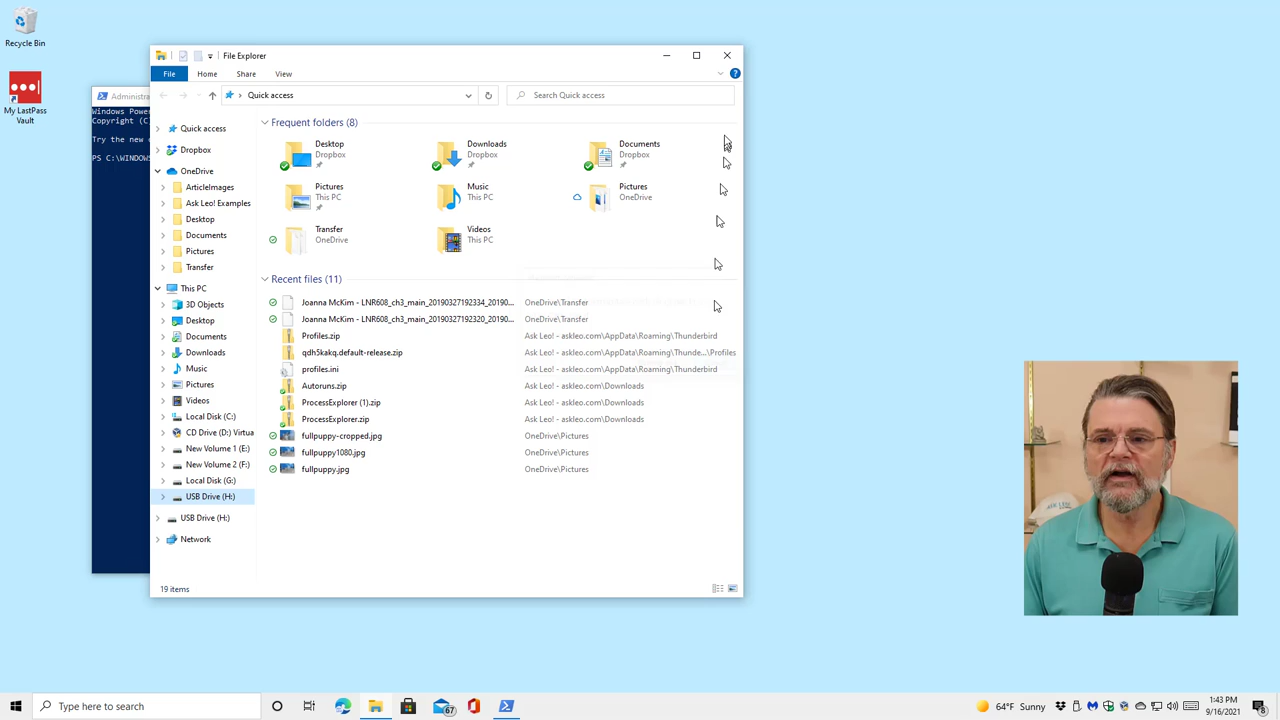 Recycle Bin
My LastPass
Vault
Administra
Windows Pow
Copyright (C
Try the new
PS C:\WINDOWS
File Explorer
File
Home
Share
View
Quick access
Search Quick access
Quick access
Dropbox
OneDrive
ArticleImages
Ask Leo! Examples
Desktop
Documents
Pictures
Transfer
This PC
3D Objects
Desktop
Documents
Downloads
Music
Pictures
Videos
Local Disk (C:)
CD Drive (D:) Virtua
New Volume 1 (E:)
New Volume 2 (F:)
Local Disk (G:)
USB Drive (H:)
USB Drive (H:)
Network
Frequent folders (8)
Desktop
Dropbox
Downloads
Dropbox
Documents
Dropbox
Pictures
This PC
Music
This PC
Pictures
OneDrive
Transfer
OneDrive
Videos
This PC
Recent files (11)
Joanna McKim - LNR608_ch3_main_20190327192334_20190... OneDrive\Transfer
Joanna McKim - LNR608_ch3_main_20190327192320_20190... OneDrive\Transfer
Profiles.zip Ask Leo! - askleo.com\AppData\Roaming\Thunderbird
qdh5kakq.default-release.zip Ask Leo! - askleo.com\AppData\Roaming\Thunde...\Profiles
profiles.ini Ask Leo! - askleo.com\AppData\Roaming\Thunderbird
Autoruns.zip Ask Leo! - askleo.com\Downloads
ProcessExplorer (1).zip Ask Leo! - askleo.com\Downloads
ProcessExplorer.zip Ask Leo! - askleo.com\Downloads
fullpuppy-cropped.jpg OneDrive\Pictures
fullpuppy1080.jpg OneDrive\Pictures
fullpuppy.jpg OneDrive\Pictures
19 items
Type here to search
67
64°F Sunny
1:43 PM
9/16/2021
8